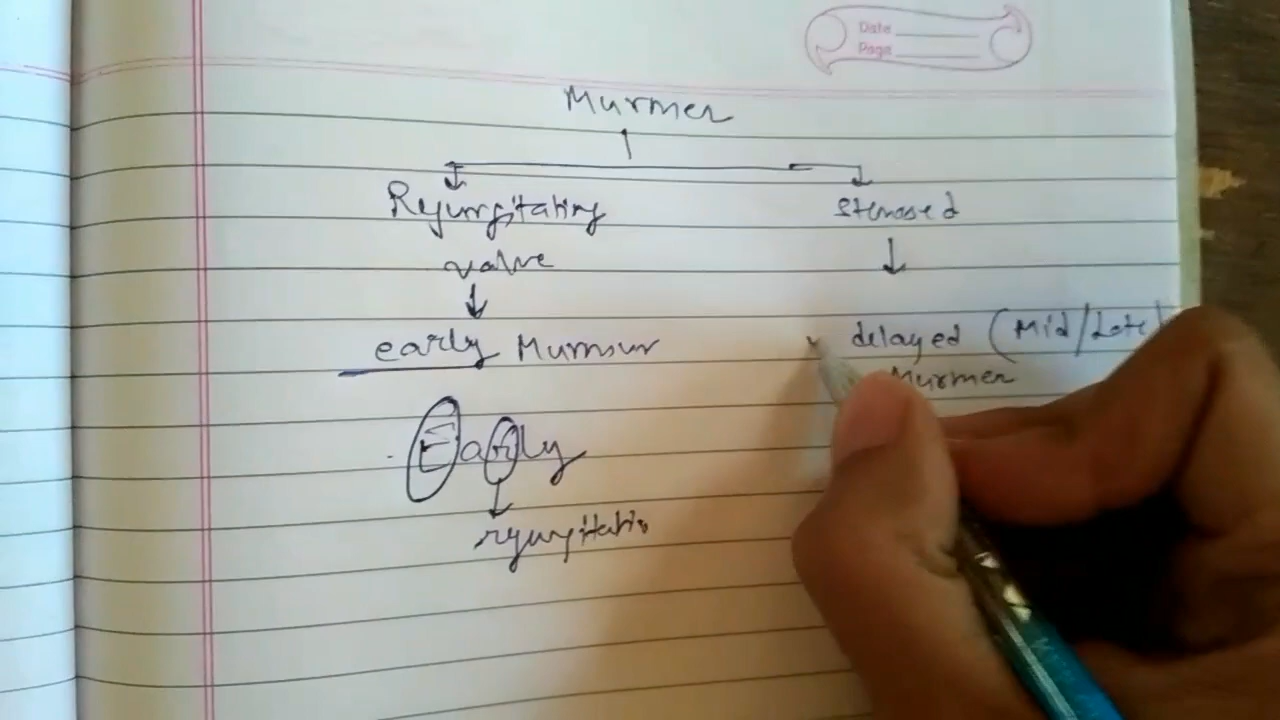 Date
Page
Murmer
Regurgitating
Stenosed
valve
early Murmur
delayed (Mid/Late)
Murmer
Early
regurgitatio